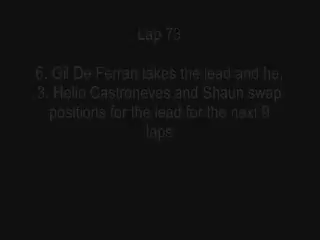 Lap 73
6. Gil De Ferran takes the lead and he,
3. Helio Castroneves and Shaun swap
positions for the lead for the next 9
laps